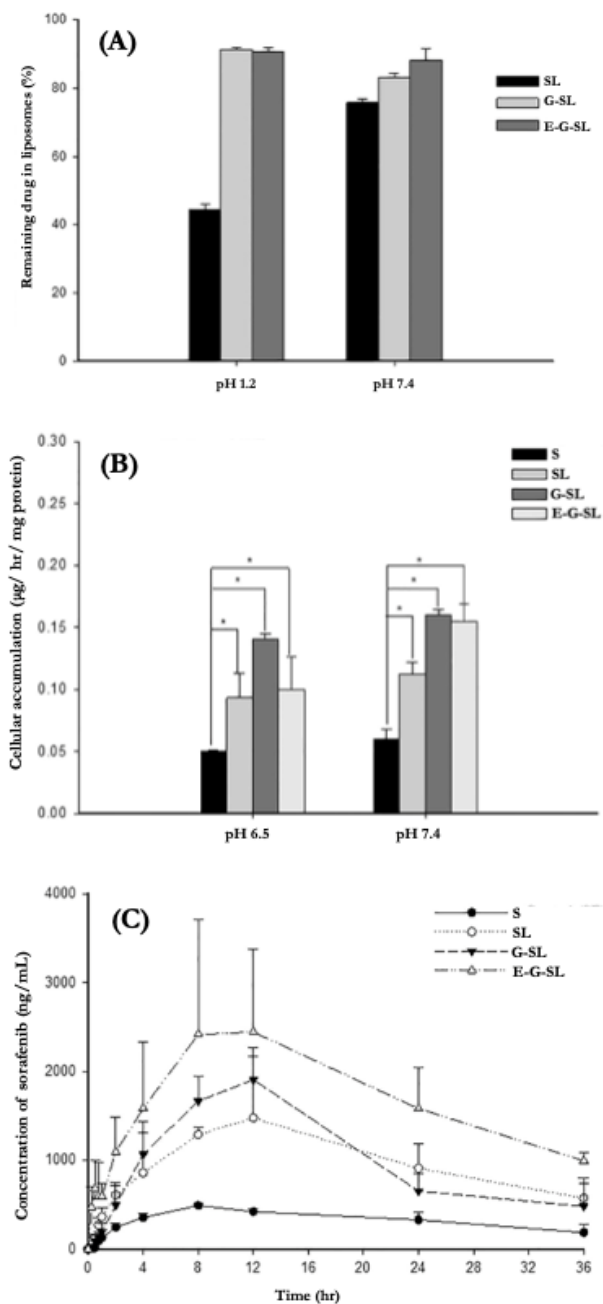 (A)
Remaining drug in liposomes (%)
100
80
60
40
20
0
SL
G-SL
E-G-SL
pH 1.2
pH 7.4
(B)
Cellular accumulation (µg/ hr/ mg protein)
0.30
0.25
0.20
0.15
0.10
0.05
0.00
S
SL
G-SL
E-G-SL
*
*
*
*
*
*
pH 6.5
pH 7.4
(C)
Concentration of sorafenib (ng/mL)
4000
3000
2000
1000
0
S
SL
G-SL
E-G-SL
0 4 8 12 16 20 24 28 32 36
Time (hr)